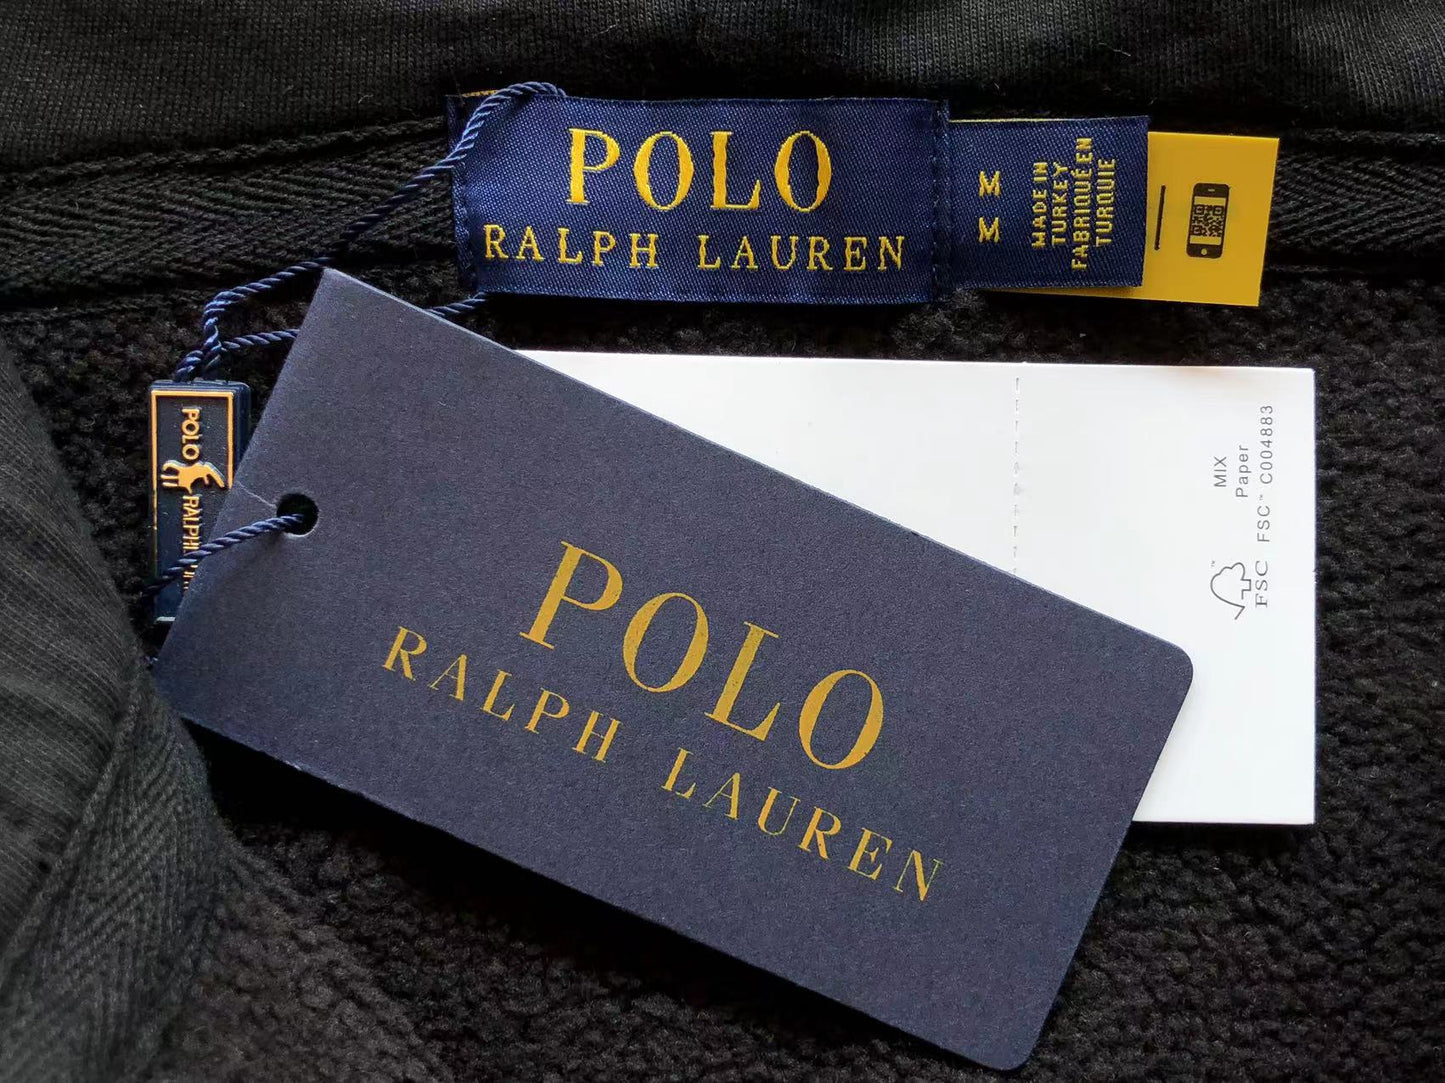 POLO
RALPH LAUREN
M
M
MADE IN
TURKEY
FABRIQUÉ EN
TURQUIE
POLO
RALPH
MIX
Paper
FSC™ C004883
™
FSC
POLO
RALPH LAUREN